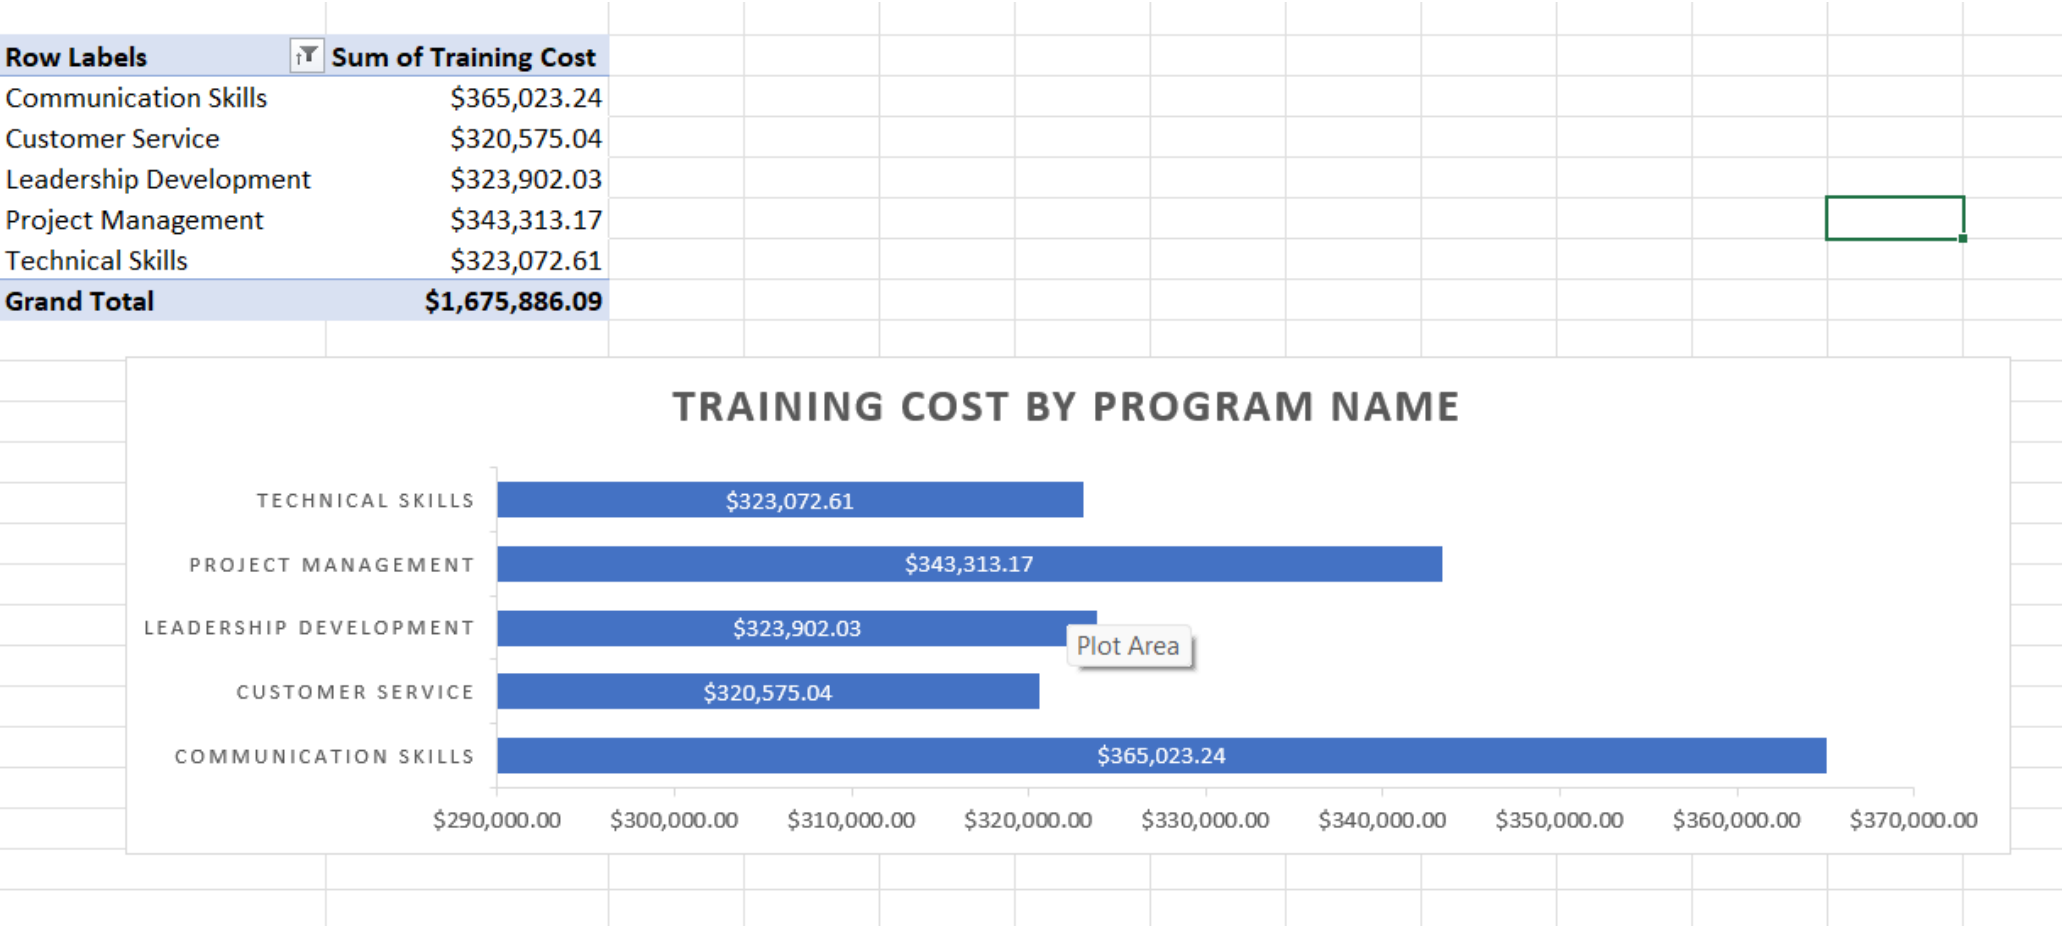 Row Labels Sum of Training Cost
Communication Skills $365,023.24
Customer Service $320,575.04
Leadership Development $323,902.03
Project Management $343,313.17
Technical Skills $323,072.61
Grand Total $1,675,886.09
TRAINING COST BY PROGRAM NAME
TECHNICAL SKILLS $323,072.61
PROJECT MANAGEMENT $343,313.17
LEADERSHIP DEVELOPMENT $323,902.03
Plot Area
CUSTOMER SERVICE $320,575.04
COMMUNICATION SKILLS $365,023.24
$290,000.00 $300,000.00 $310,000.00 $320,000.00 $330,000.00 $340,000.00 $350,000.00 $360,000.00 $370,000.00